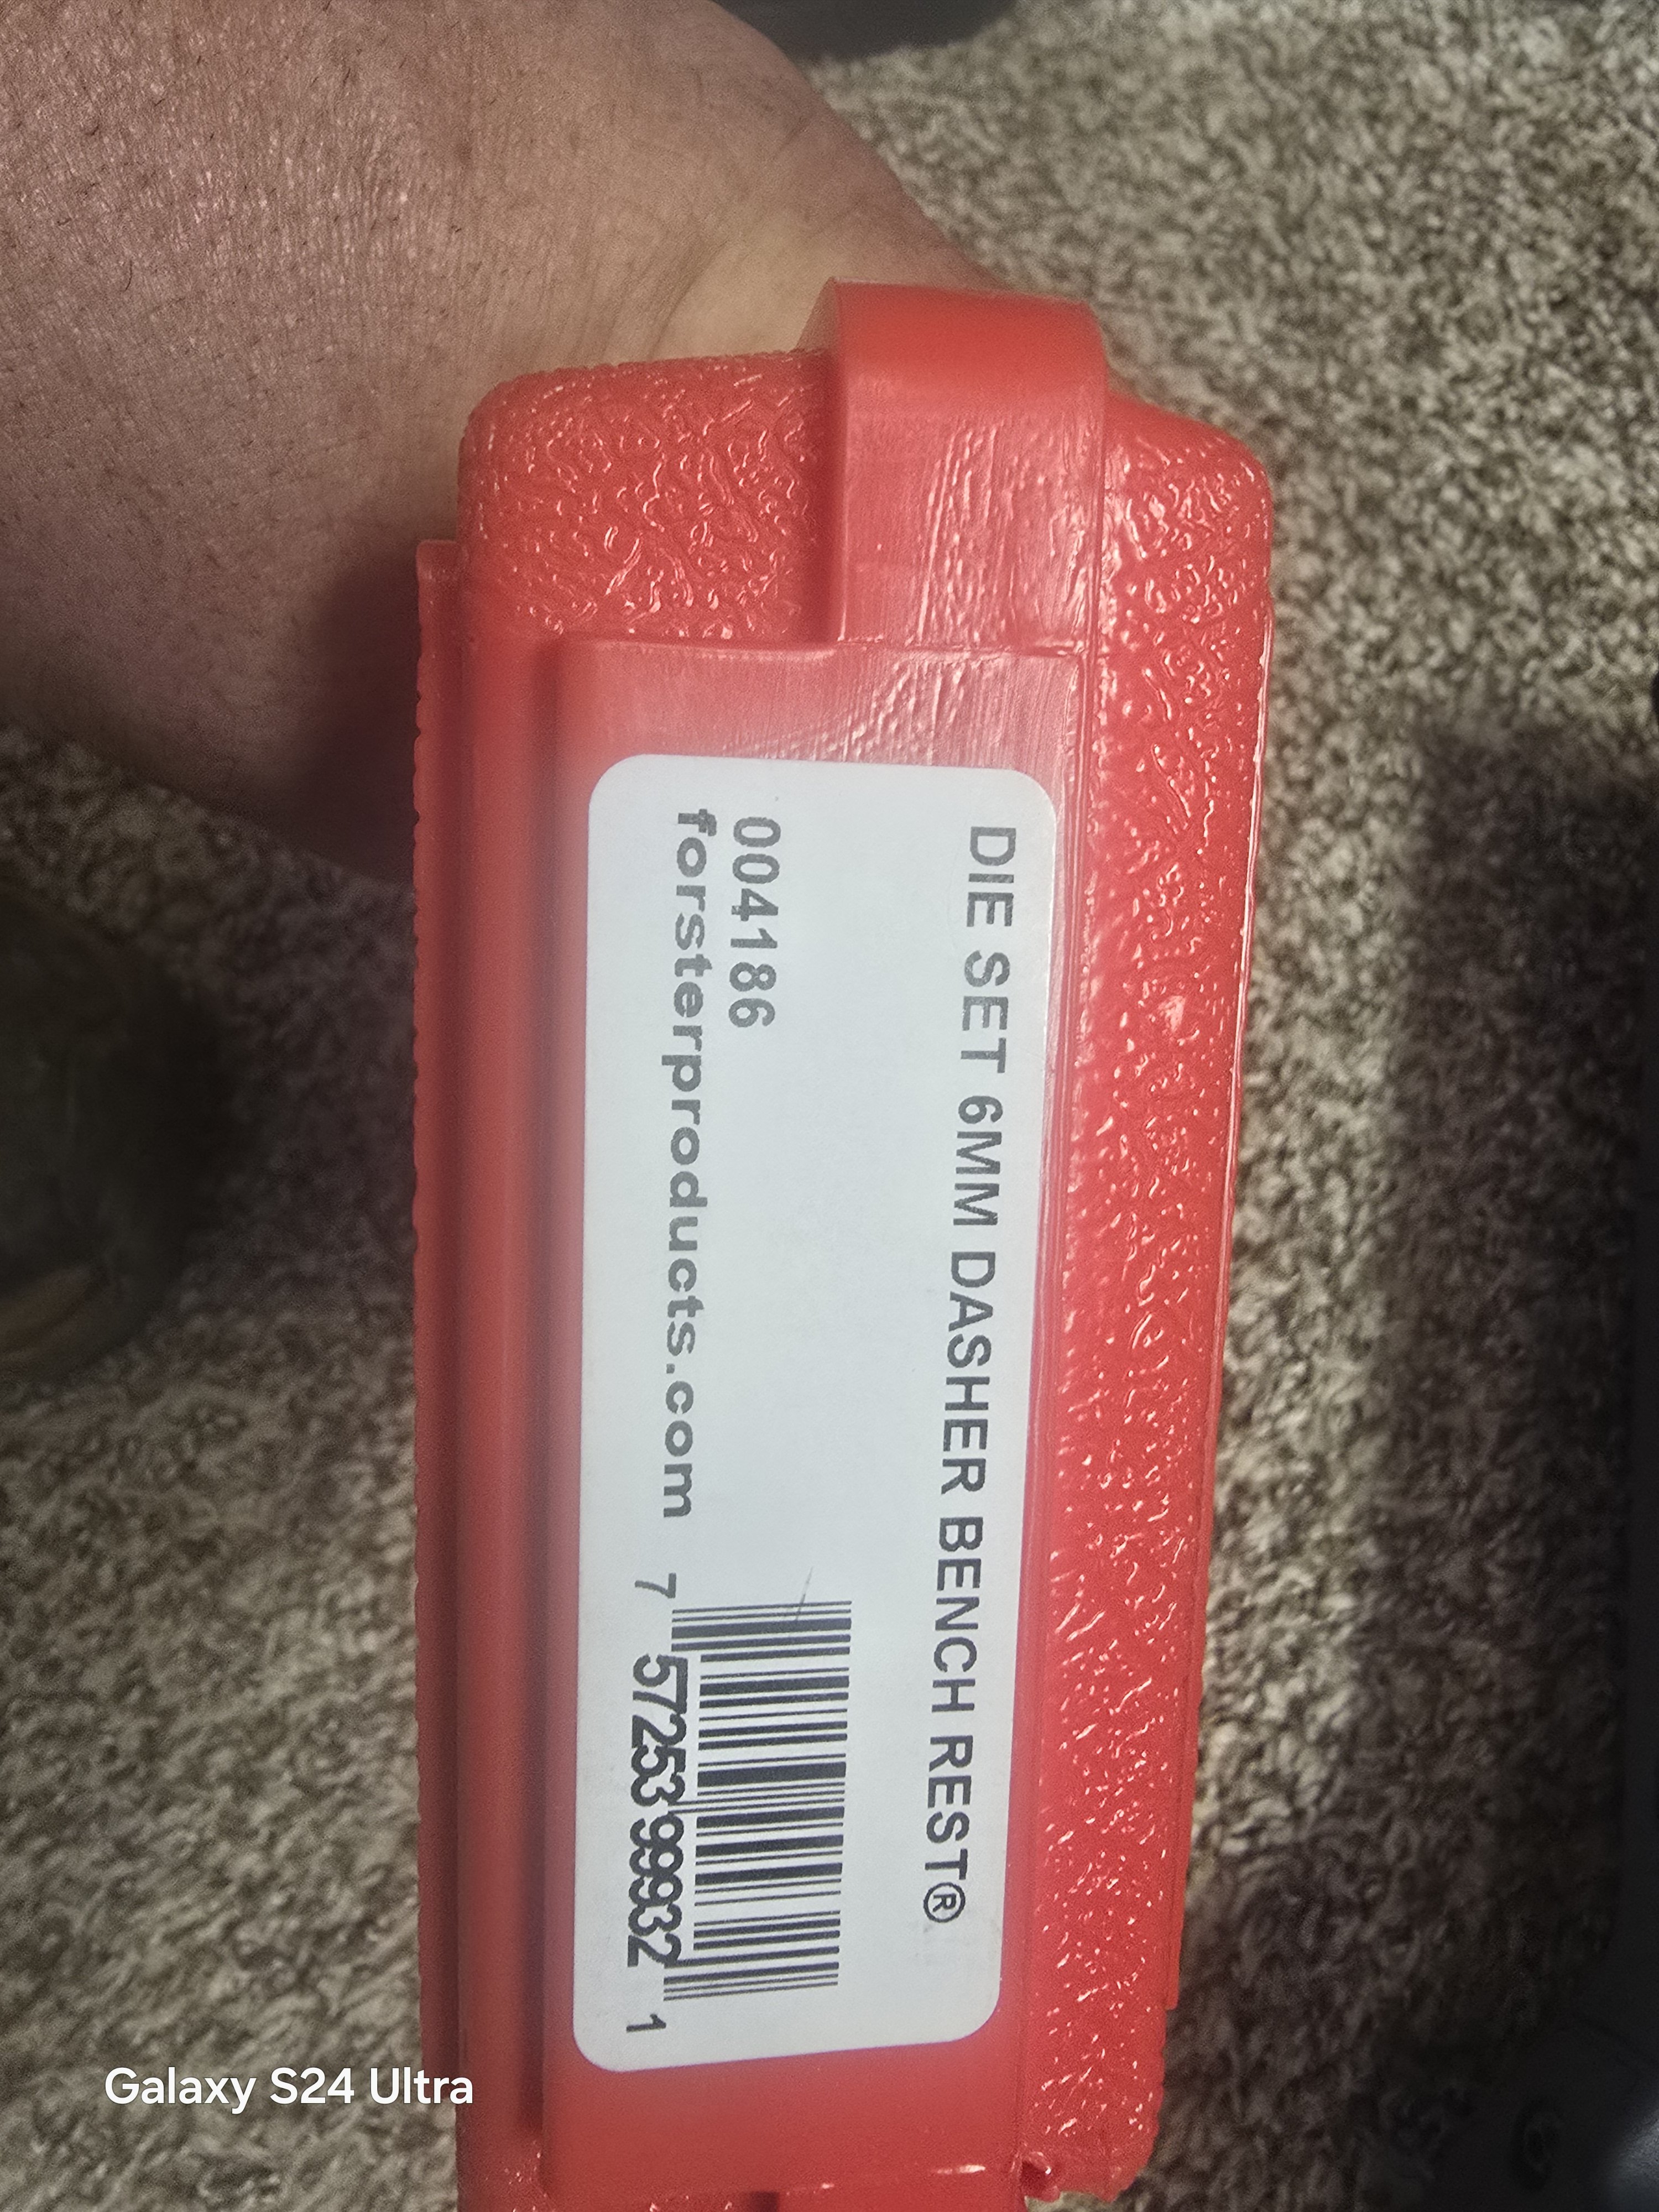 DIE SET 6MM DASHER BENCH REST®
004186
forsterproducts.com
7 57253 99932 1
Galaxy S24 Ultra